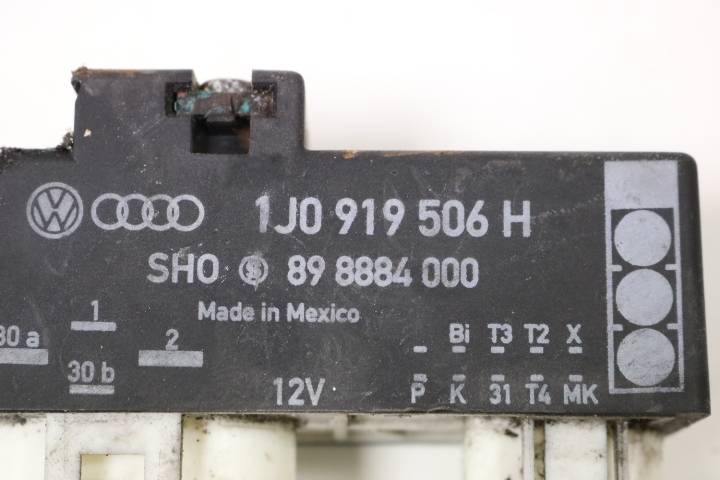 1J0 919 506 H
SHO S 89 8884 000
Made in Mexico
30 a 1 2
30 b
12V
- Bi T3 T2 X
P K 31 T4 MK